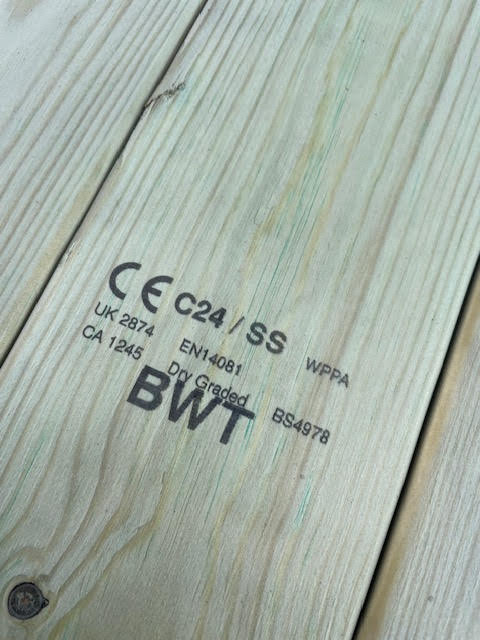 CE C24 / SS WPPA
UK 2874 EN14081
CA 1245 Dry Graded BS4978
BWT